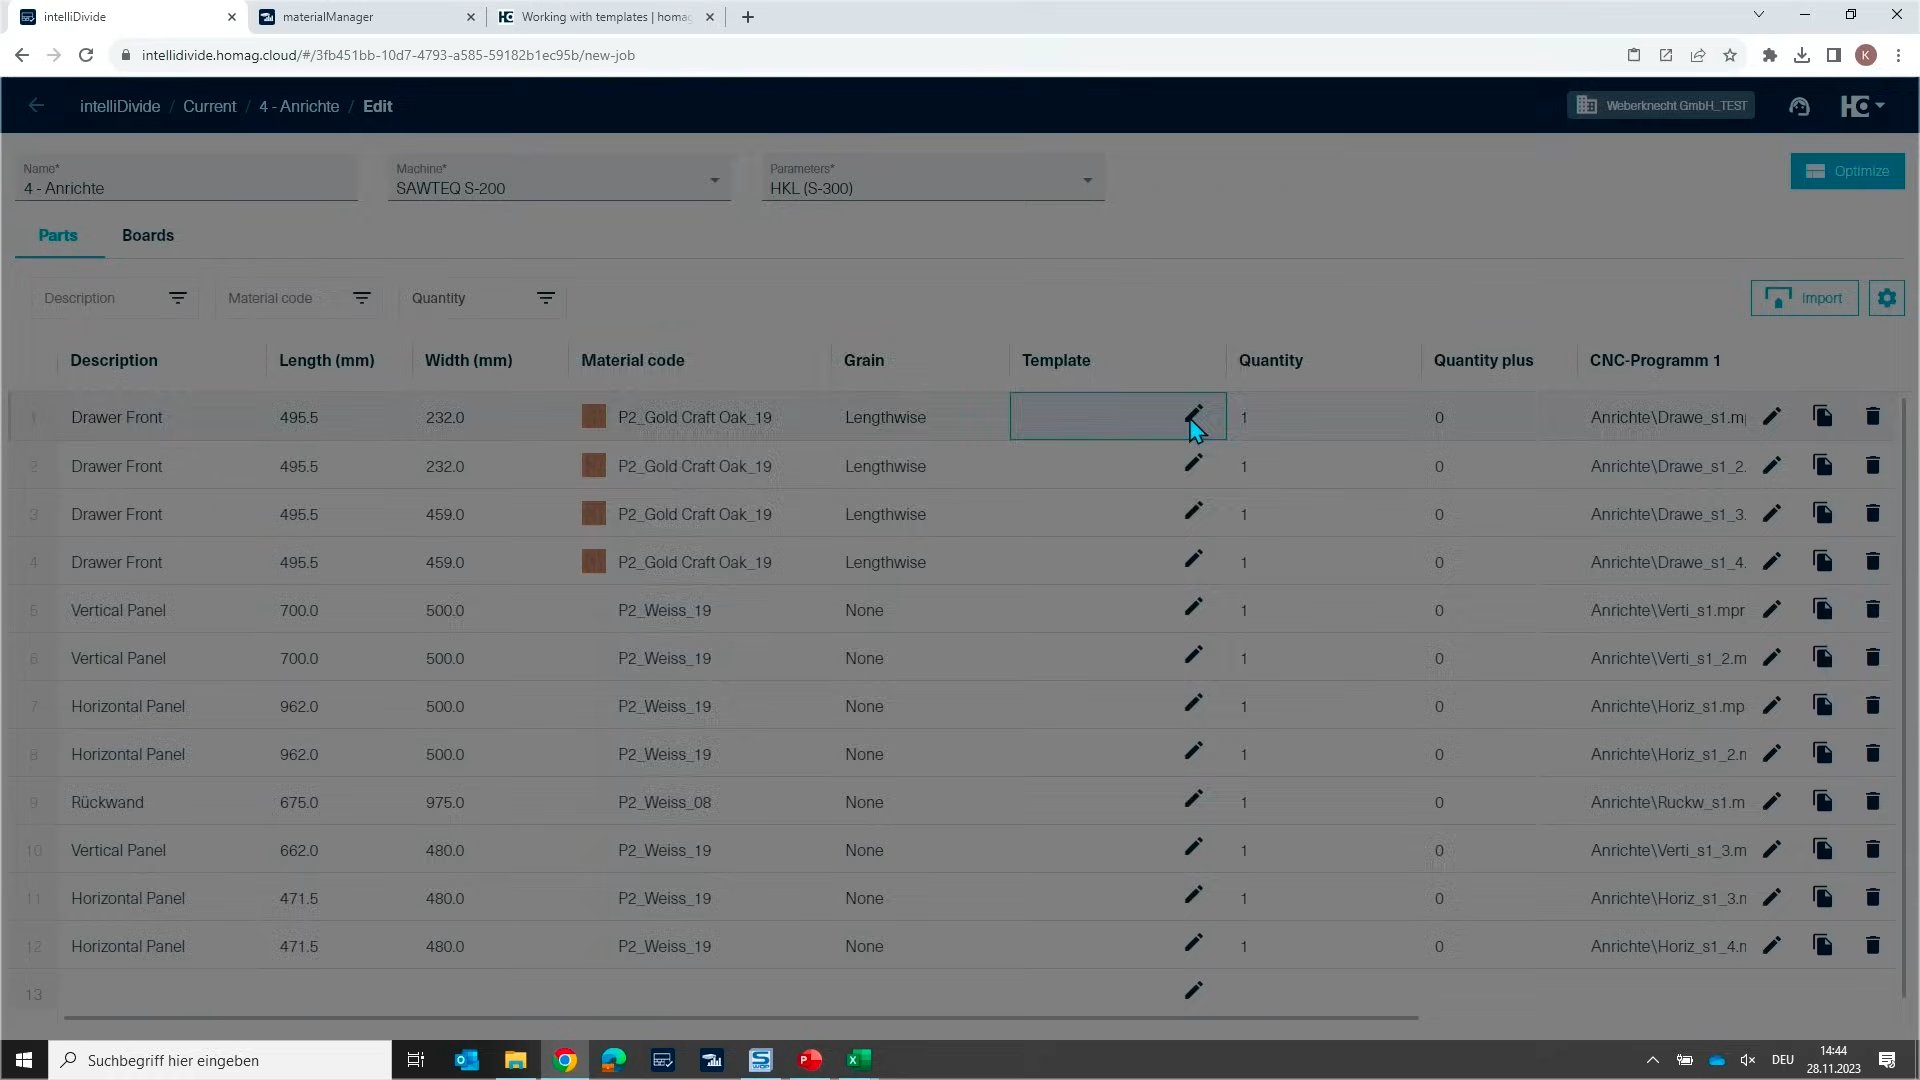 intelliDivide
materialManager
Working with templates | homag
intellidivide.homag.cloud/#/3fb451bb-10d7-4793-a585-59182b1ec95b/new-job
K
intelliDivide / Current / 4 - Anrichte / Edit
Weberknecht GmbH_TEST
Name*
4 - Anrichte
Machine*
SAWTEQ S-200
Parameters*
HKL (S-300)
Optimize
Parts
Boards
Description
Material code
Quantity
Import
Description Length (mm) Width (mm) Material code Grain Template Quantity Quantity plus CNC-Programm 1
1 Drawer Front 495.5 232.0 P2_Gold Craft Oak_19 Lengthwise 1 0 Anrichte\Drawe_s1.mp
2 Drawer Front 495.5 232.0 P2_Gold Craft Oak_19 Lengthwise 1 0 Anrichte\Drawe_s1_2.
3 Drawer Front 495.5 459.0 P2_Gold Craft Oak_19 Lengthwise 1 0 Anrichte\Drawe_s1_3.
4 Drawer Front 495.5 459.0 P2_Gold Craft Oak_19 Lengthwise 1 0 Anrichte\Drawe_s1_4.
5 Vertical Panel 700.0 500.0 P2_Weiss_19 None 1 0 Anrichte\Verti_s1.mpr
6 Vertical Panel 700.0 500.0 P2_Weiss_19 None 1 0 Anrichte\Verti_s1_2.m
7 Horizontal Panel 962.0 500.0 P2_Weiss_19 None 1 0 Anrichte\Horiz_s1.mp
8 Horizontal Panel 962.0 500.0 P2_Weiss_19 None 1 0 Anrichte\Horiz_s1_2.n
9 Rückwand 675.0 975.0 P2_Weiss_08 None 1 0 Anrichte\Ruckw_s1.m
10 Vertical Panel 662.0 480.0 P2_Weiss_19 None 1 0 Anrichte\Verti_s1_3.m
11 Horizontal Panel 471.5 480.0 P2_Weiss_19 None 1 0 Anrichte\Horiz_s1_3.n
12 Horizontal Panel 471.5 480.0 P2_Weiss_19 None 1 0 Anrichte\Horiz_s1_4.n
13
Suchbegriff hier eingeben
DEU
14:44
28.11.2023